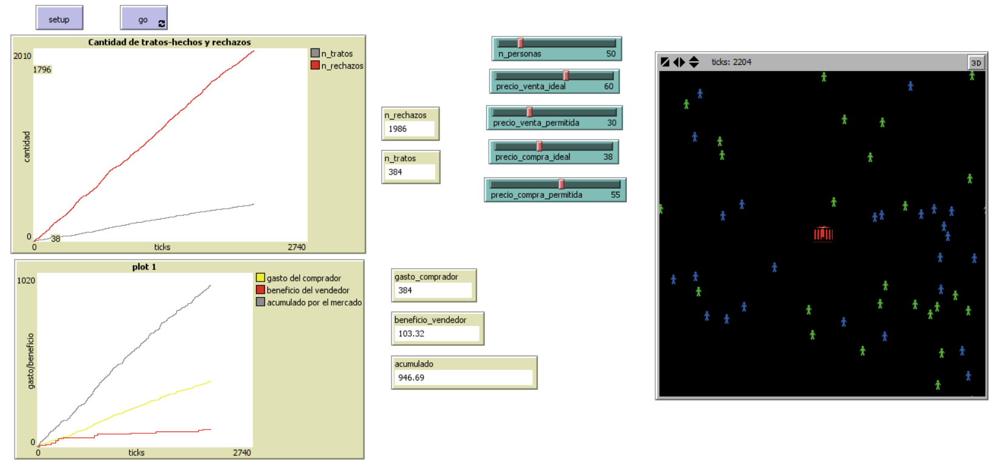 setup
go
Cantidad de tratos-hechos y rechazos
2010
1796
cantidad
0
38
0
ticks
2740
n_tratos
n_rechazos
n_rechazos
1986
n_tratos
384
n_personas 50
precio_venta_ideal 60
precio_venta_permitida 30
precio_compra_ideal 38
precio_compra_permitida 55
ticks: 2204
3D
plot 1
1020
gasto/beneficio
0
0
ticks
2740
gasto del comprador
beneficio del vendedor
acumulado por el mercado
gasto_comprador
384
beneficio_vendedor
103.32
acumulado
946.69